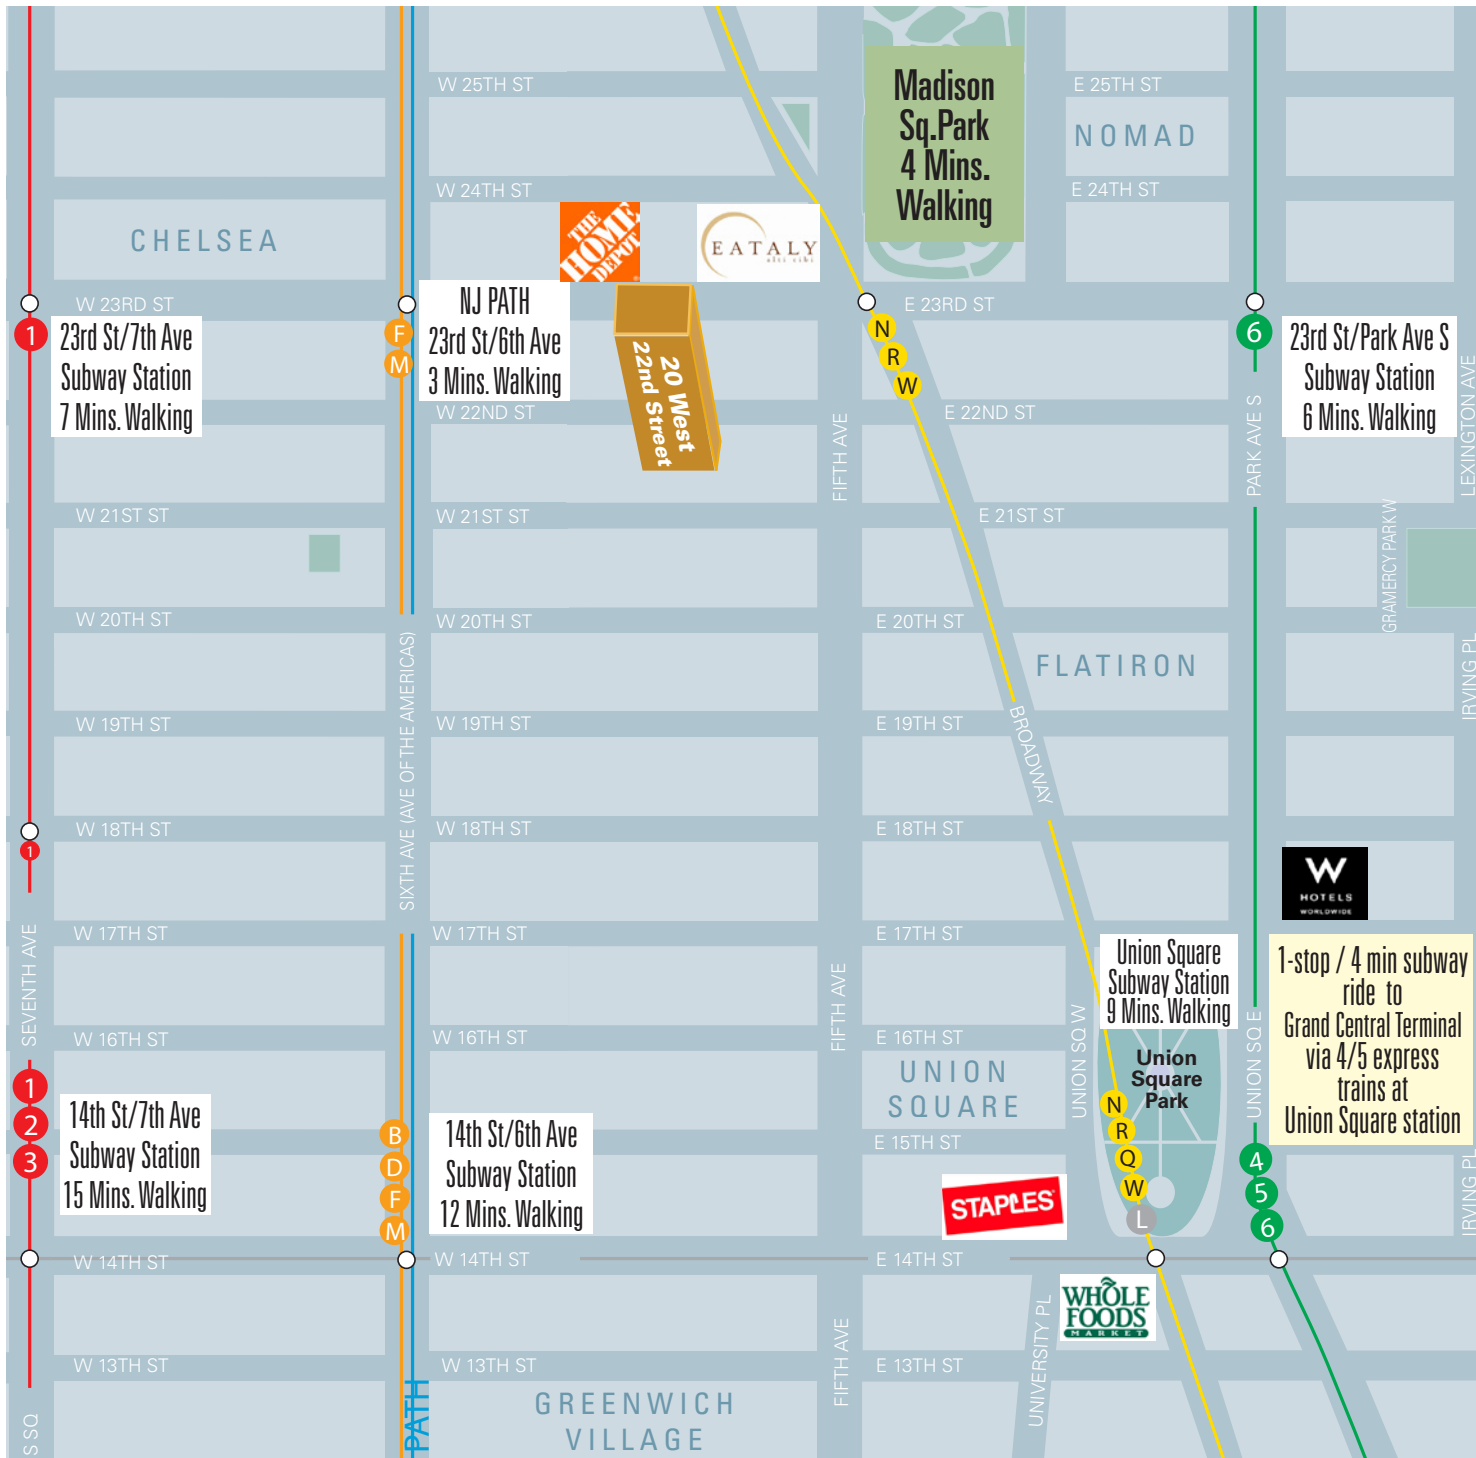 W 25TH ST
E 25TH ST
Madison
Sq.Park
4 Mins.
Walking
NOMAD
W 24TH ST
E 24TH ST
CHELSEA
THE
HOME
DEPOT
EATALY
alti cibi
W 23RD ST
E 23RD ST
1
23rd St/7th Ave
Subway Station
7 Mins. Walking
F
M
NJ PATH
23rd St/6th Ave
3 Mins. Walking
20 West
22nd Street
N
R
W
6
23rd St/Park Ave S
Subway Station
6 Mins. Walking
W 22ND ST
E 22ND ST
FIFTH AVE
PARK AVE S
LEXINGTON AVE
W 21ST ST
W 21ST ST
E 21ST ST
GRAMERCY PARK W
W 20TH ST
W 20TH ST
E 20TH ST
FLATIRON
IRVING PL
SIXTH AVE (AVE OF THE AMERICAS)
W 19TH ST
W 19TH ST
E 19TH ST
BROADWAY
W 18TH ST
W 18TH ST
E 18TH ST
1
W
HOTELS
WORLDWIDE
SEVENTH AVE
W 17TH ST
W 17TH ST
E 17TH ST
FIFTH AVE
Union Square
Subway Station
9 Mins. Walking
1-stop / 4 min subway
ride to
Grand Central Terminal
via 4/5 express
trains at
Union Square station
W 16TH ST
W 16TH ST
E 16TH ST
UNION SQ W
UNION SQ E
UNION
SQUARE
Union
Square
Park
1
2
3
14th St/7th Ave
Subway Station
15 Mins. Walking
B
D
F
M
14th St/6th Ave
Subway Station
12 Mins. Walking
E 15TH ST
N
R
Q
W
L
4
5
6
IRVING PL
STAPLES
W 14TH ST
W 14TH ST
E 14TH ST
WHOLE
FOODS
MARKET
UNIVERSITY PL
FIFTH AVE
W 13TH ST
W 13TH ST
E 13TH ST
PATH
GREENWICH
VILLAGE
S SQ